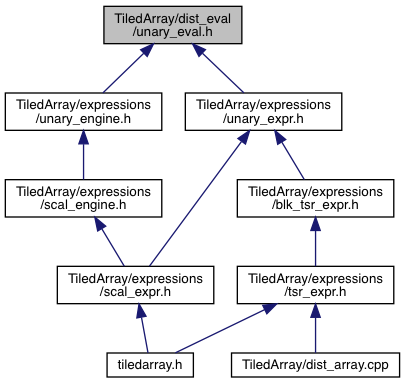 TiledArray/dist_eval
/unary_eval.h
TiledArray/expressions
/unary_engine.h
TiledArray/expressions
/unary_expr.h
TiledArray/expressions
/scal_engine.h
TiledArray/expressions
/blk_tsr_expr.h
TiledArray/expressions
/scal_expr.h
TiledArray/expressions
/tsr_expr.h
tiledarray.h
TiledArray/dist_array.cpp